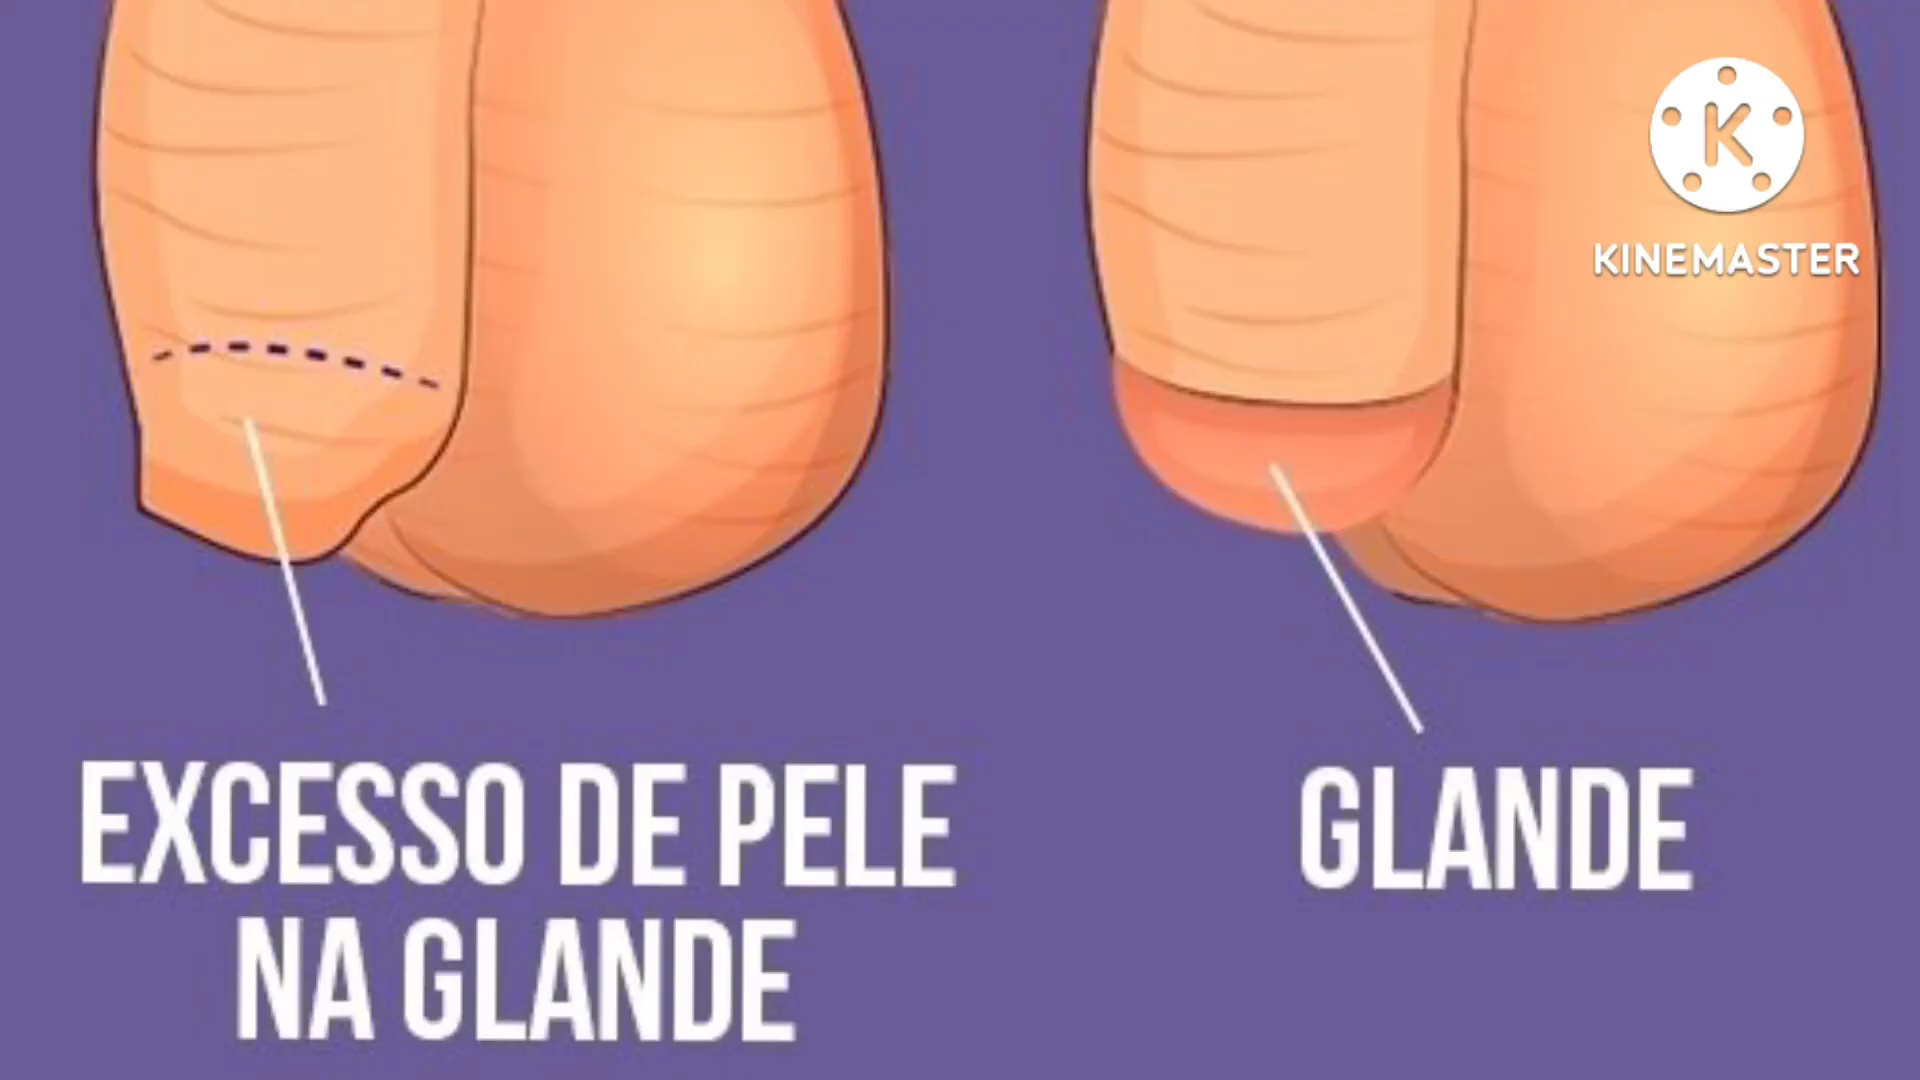 K
KINEMASTER
EXCESSO DE PELE
NA GLANDE
GLANDE